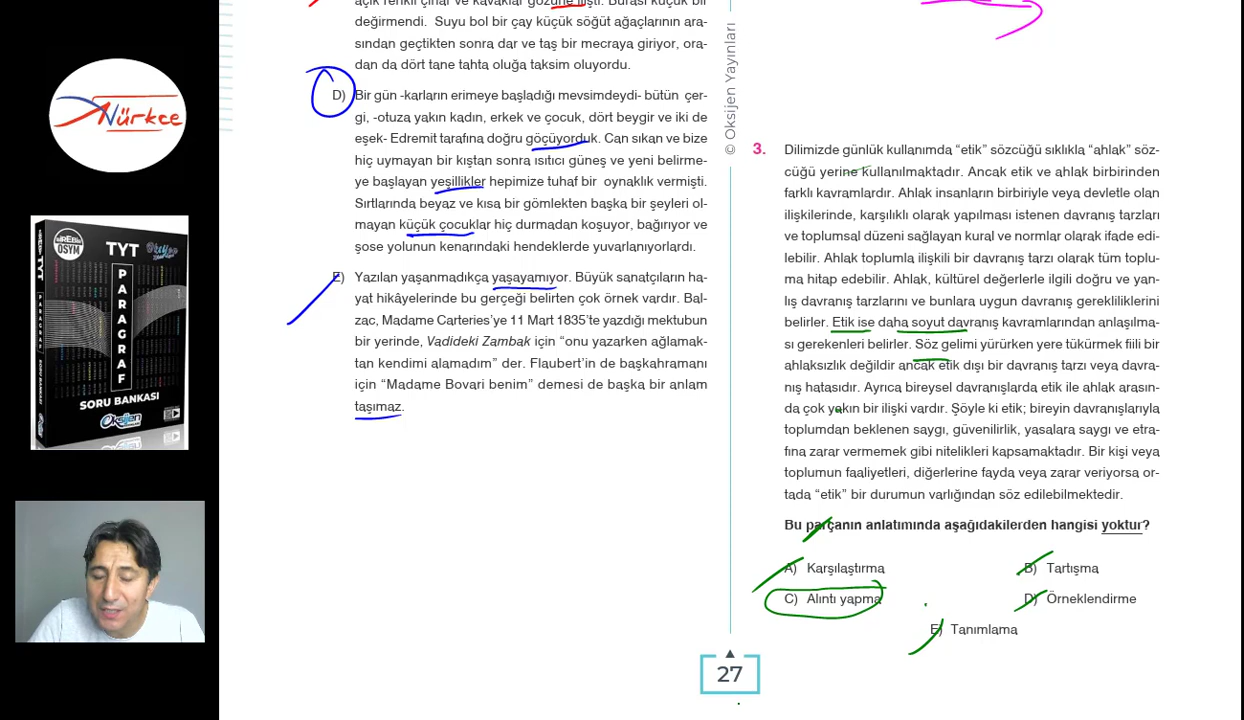 Nürkce
BİREBİR
ÖSYM
TYT
PARAGRAF
SORU BANKASI
Oksijen
açık renkli çınar ve kavaklar gözüne ilişti. Burası küçük bir
değirmendi. Suyu bol bir çay küçük söğüt ağaçlarının ara-
sından geçtikten sonra dar ve taş bir mecraya giriyor, ora-
dan da dört tane tahta oluğa taksim oluyordu.
D) Bir gün -karların erimeye başladığı mevsimdeydi- bütün çer-
gi, -otuza yakın kadın, erkek ve çocuk, dört beygir ve iki de
eşek- Edremit tarafına doğru göçüyorduk. Can sıkan ve bize
hiç uymayan bir kıştan sonra ısıtıcı güneş ve yeni belirme-
ye başlayan yeşillikler hepimize tuhaf bir oynaklık vermişti.
Sırtlarında beyaz ve kısa bir gömlekten başka bir şeyleri ol-
mayan küçük çocuklar hiç durmadan koşuyor, bağırıyor ve
şose yolunun kenarındaki hendeklerde yuvarlanıyorlardı.
E) Yazılan yaşanmadıkça yaşayamıyor. Büyük sanatçıların ha-
yat hikâyelerinde bu gerçeği belirten çok örnek vardır. Bal-
zac, Madame Carteries'ye 11 Mart 1835'te yazdığı mektubun
bir yerinde, Vadideki Zambak için "onu yazarken ağlamak-
tan kendimi alamadım" der. Flaubert'in de başkahramanı
için "Madame Bovari benim" demesi de başka bir anlam
taşımaz.
© Oksijen Yayınları
3. Dilimizde günlük kullanımda "etik" sözcüğü sıklıkla "ahlak" söz-
cüğü yerine kullanılmaktadır. Ancak etik ve ahlak birbirinden
farklı kavramlardır. Ahlak insanların birbiriyle veya devletle olan
ilişkilerinde, karşılıklı olarak yapılması istenen davranış tarzları
ve toplumsal düzeni sağlayan kural ve normlar olarak ifade edi-
lebilir. Ahlak toplumla ilişkili bir davranış tarzı olarak tüm toplu-
ma hitap edebilir. Ahlak, kültürel değerlerle ilgili doğru ve yan-
lış davranış tarzlarını ve bunlara uygun davranış gerekliliklerini
belirler. Etik ise daha soyut davranış kavramlarından anlaşılma-
sı gerekenleri belirler. Söz gelimi yürürken yere tükürmek fiili bir
ahlaksızlık değildir ancak etik dışı bir davranış tarzı veya davra-
nış hatasıdır. Ayrıca bireysel davranışlarda etik ile ahlak arasın-
da çok yakın bir ilişki vardır. Şöyle ki etik; bireyin davranışlarıyla
toplumdan beklenen saygı, güvenilirlik, yasalara saygı ve etra-
fına zarar vermemek gibi nitelikleri kapsamaktadır. Bir kişi veya
toplumun faaliyetleri, diğerlerine fayda veya zarar veriyorsa or-
tada "etik" bir durumun varlığından söz edilebilmektedir.
Bu parçanın anlatımında aşağıdakilerden hangisi yoktur?
A) Karşılaştırma B) Tartışma
C) Alıntı yapma D) Örneklendirme
E) Tanımlama
27